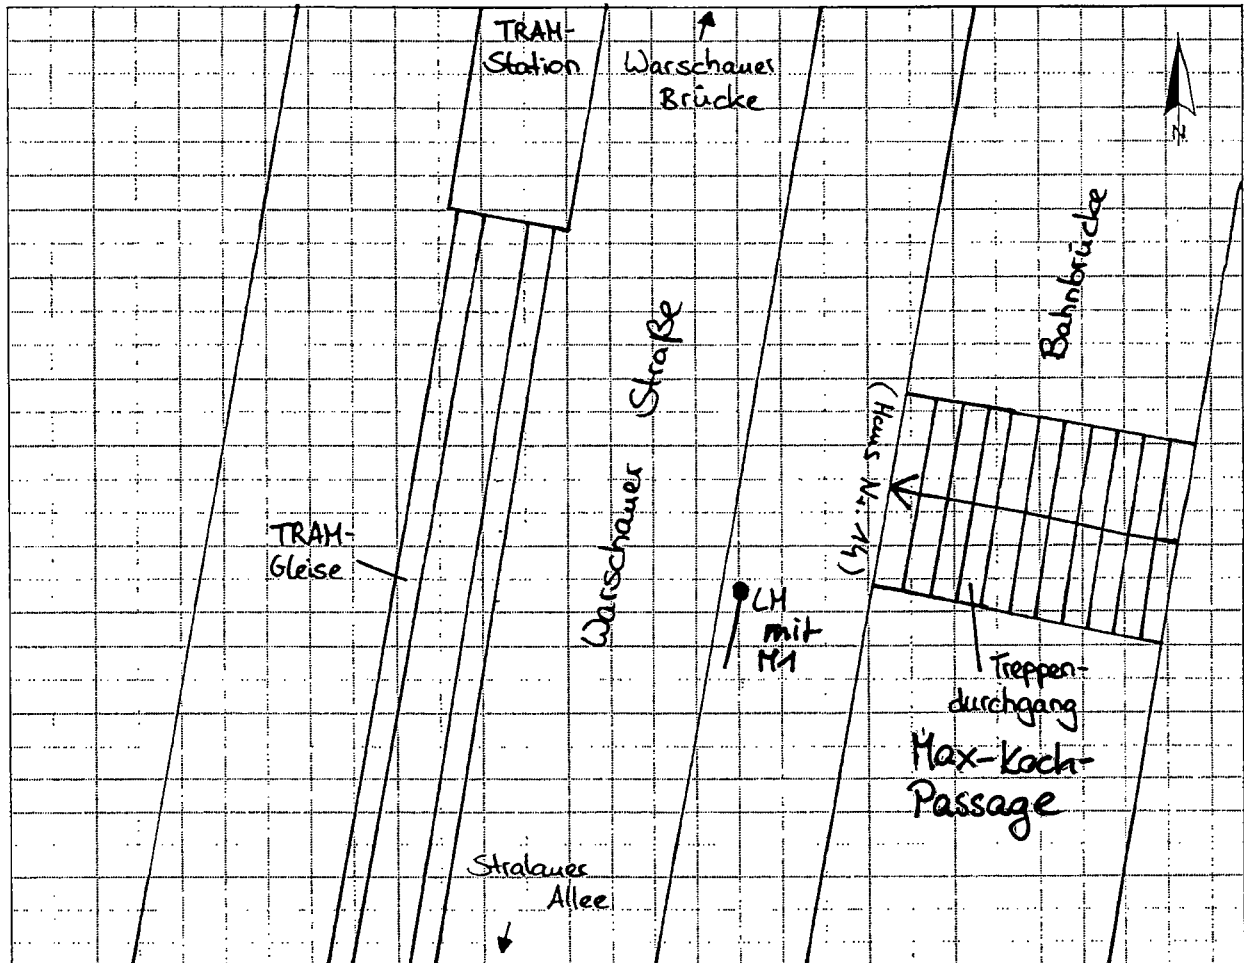 TRAM-
Station
Warschauer
Brücke
N
Bahnbrücke
Straße
Warschauer
(Haus Nr. 14)
TRAM-
Gleise
LM
mit
M1
Treppen-
durchgang
Max-Koch-
Passage
Stralauer
Allee